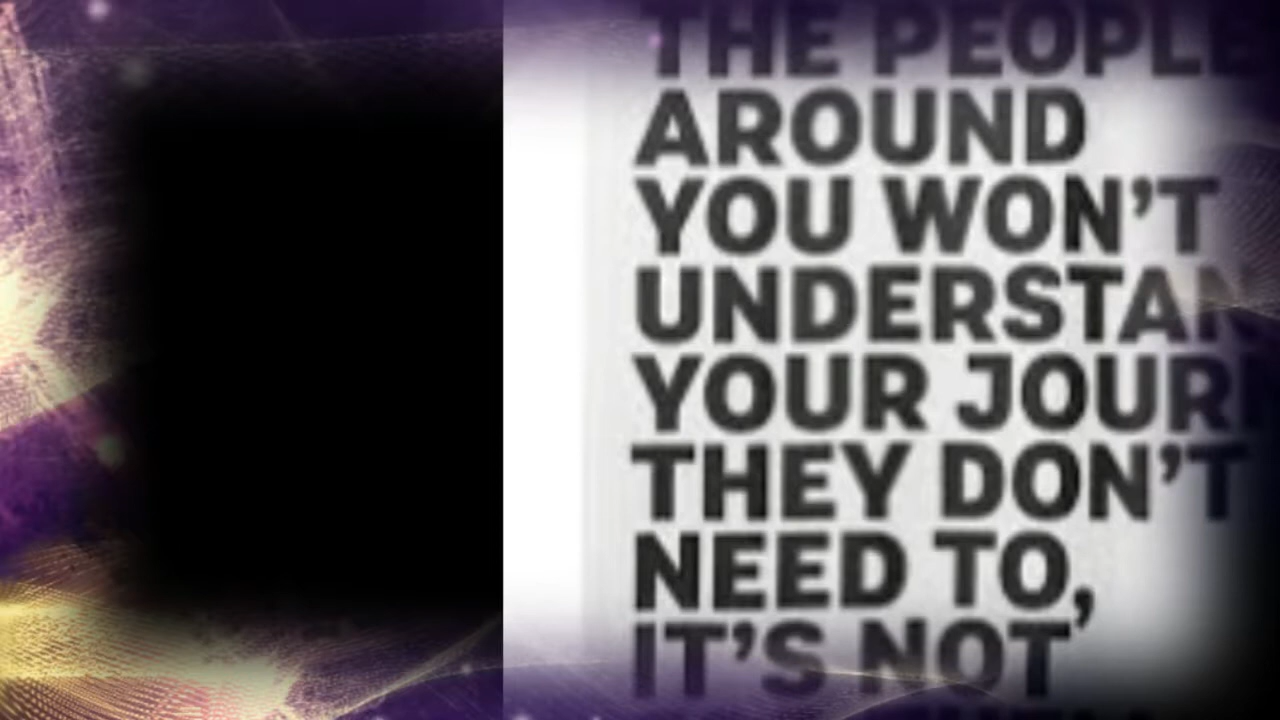 THE PEOPLE
AROUND
YOU WON'T
UNDERSTAN
YOUR JOUR
THEY DON'T
NEED TO,
IT'S NOT